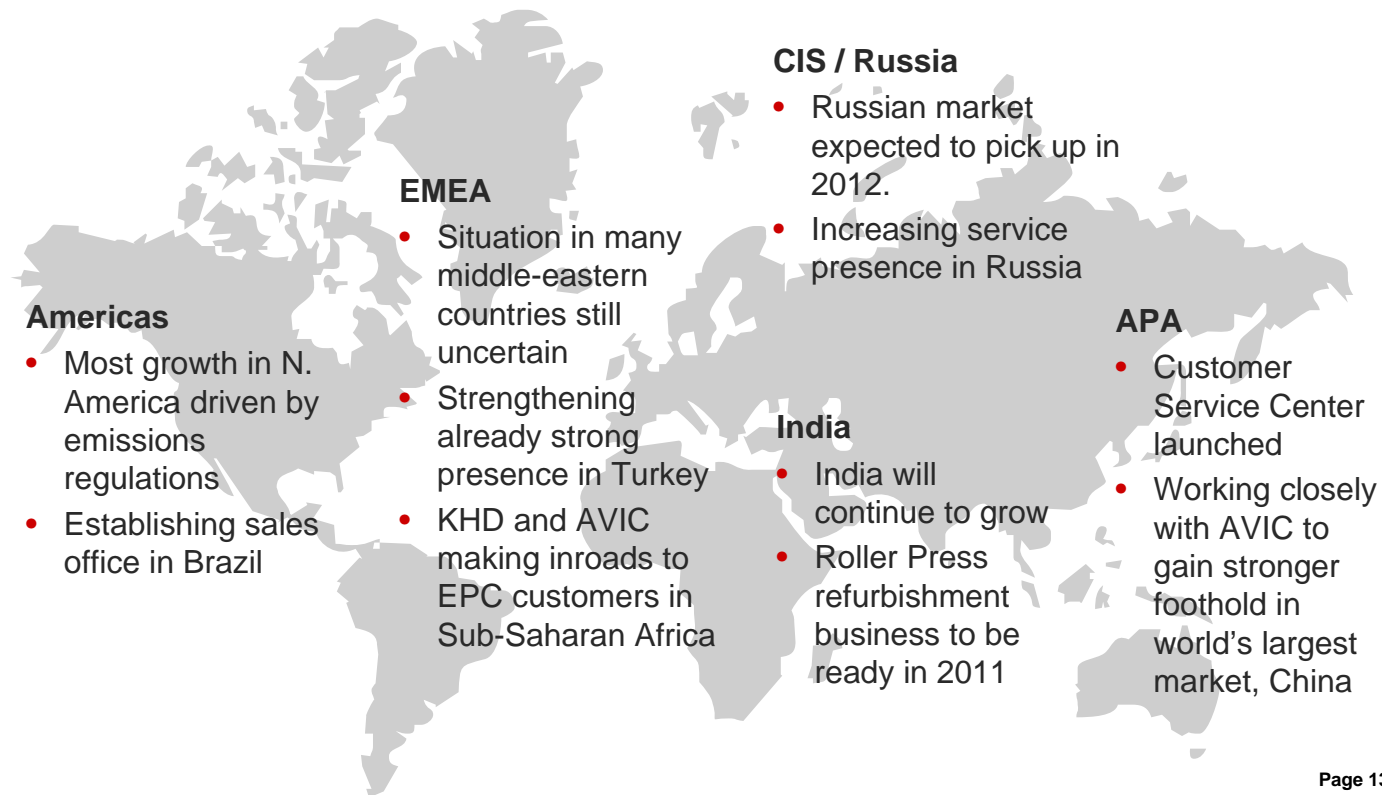 Americas
• Most growth in N.
America driven by
emissions
regulations
• Establishing sales
office in Brazil
EMEA
• Situation in many
middle-eastern
countries still
uncertain
• Strengthening
already strong
presence in Turkey
• KHD and AVIC
making inroads to
EPC customers in
Sub-Saharan Africa
CIS / Russia
• Russian market
expected to pick up in
2012.
• Increasing service
presence in Russia
India
• India will
continue to grow
• Roller Press
refurbishment
business to be
ready in 2011
APA
• Customer
Service Center
launched
• Working closely
with AVIC to
gain stronger
foothold in
world's largest
market, China
Page 13